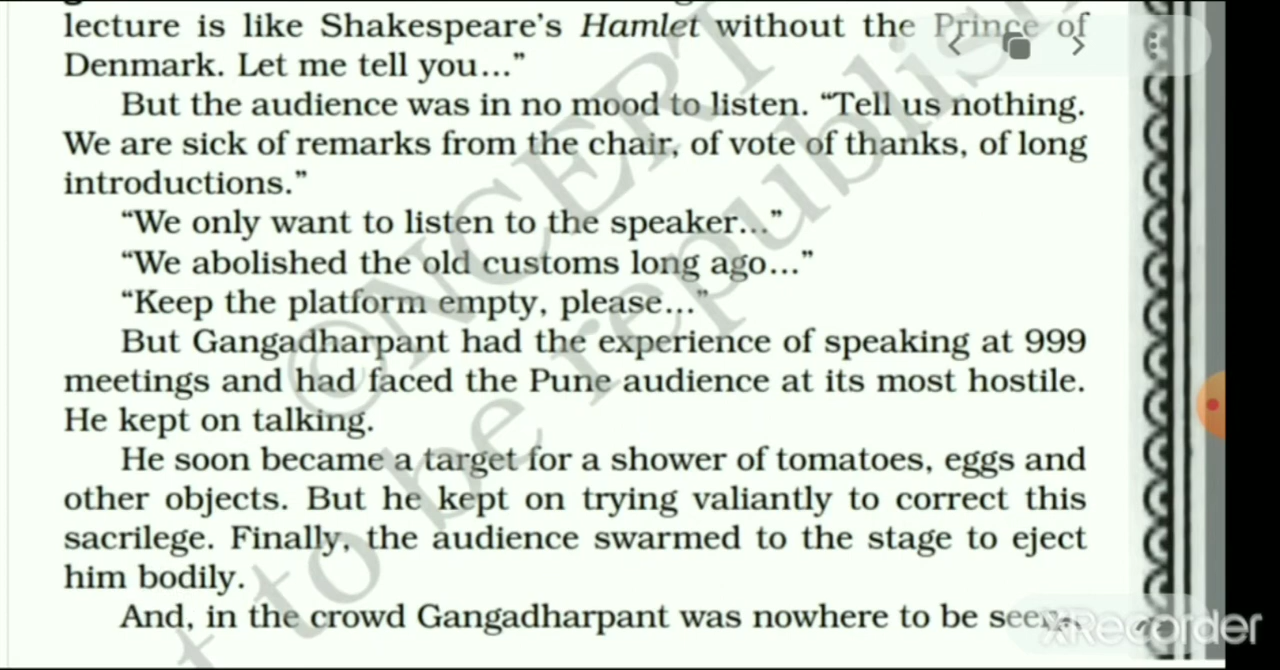 lecture is like Shakespeare’s Hamlet without the Prince of
Denmark. Let me tell you…”
But the audience was in no mood to listen. “Tell us nothing.
We are sick of remarks from the chair, of vote of thanks, of long
introductions.”
“We only want to listen to the speaker…”
“We abolished the old customs long ago…”
“Keep the platform empty, please…”
But Gangadharpant had the experience of speaking at 999
meetings and had faced the Pune audience at its most hostile.
He kept on talking.
He soon became a target for a shower of tomatoes, eggs and
other objects. But he kept on trying valiantly to correct this
sacrilege. Finally, the audience swarmed to the stage to eject
him bodily.
And, in the crowd Gangadharpant was nowhere to be seen.
©NCERT
to be republish
XRecorder